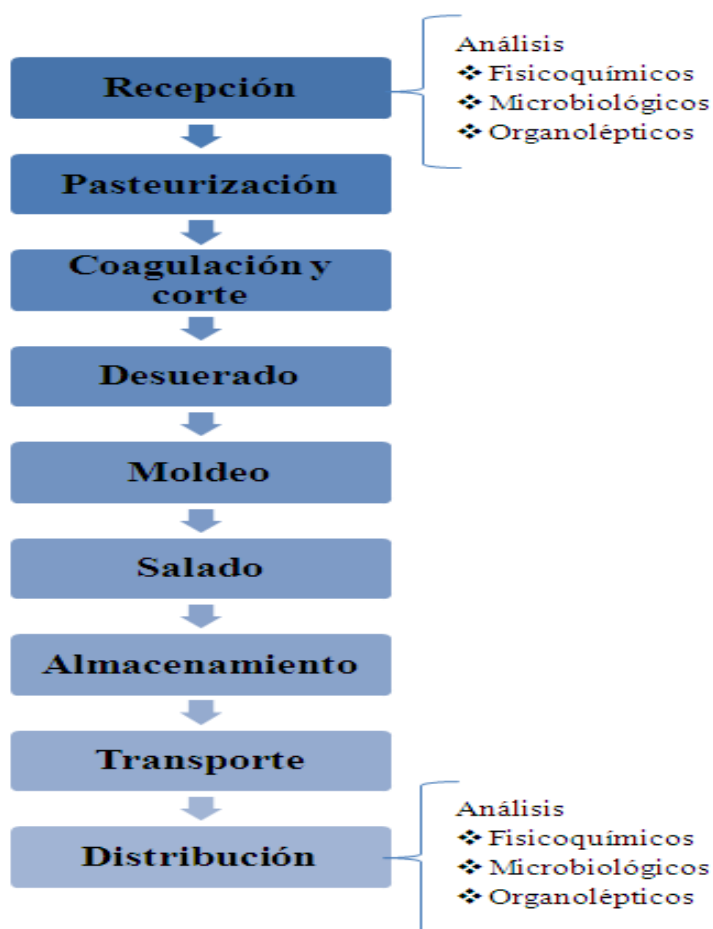 Recepción
Análisis
❖ Fisicoquímicos
❖ Microbiológicos
❖ Organolépticos
Pasteurización
Coagulación y
corte
Desuerado
Moldeo
Salado
Almacenamiento
Transporte
Distribución
Análisis
❖ Fisicoquímicos
❖ Microbiológicos
❖ Organolépticos